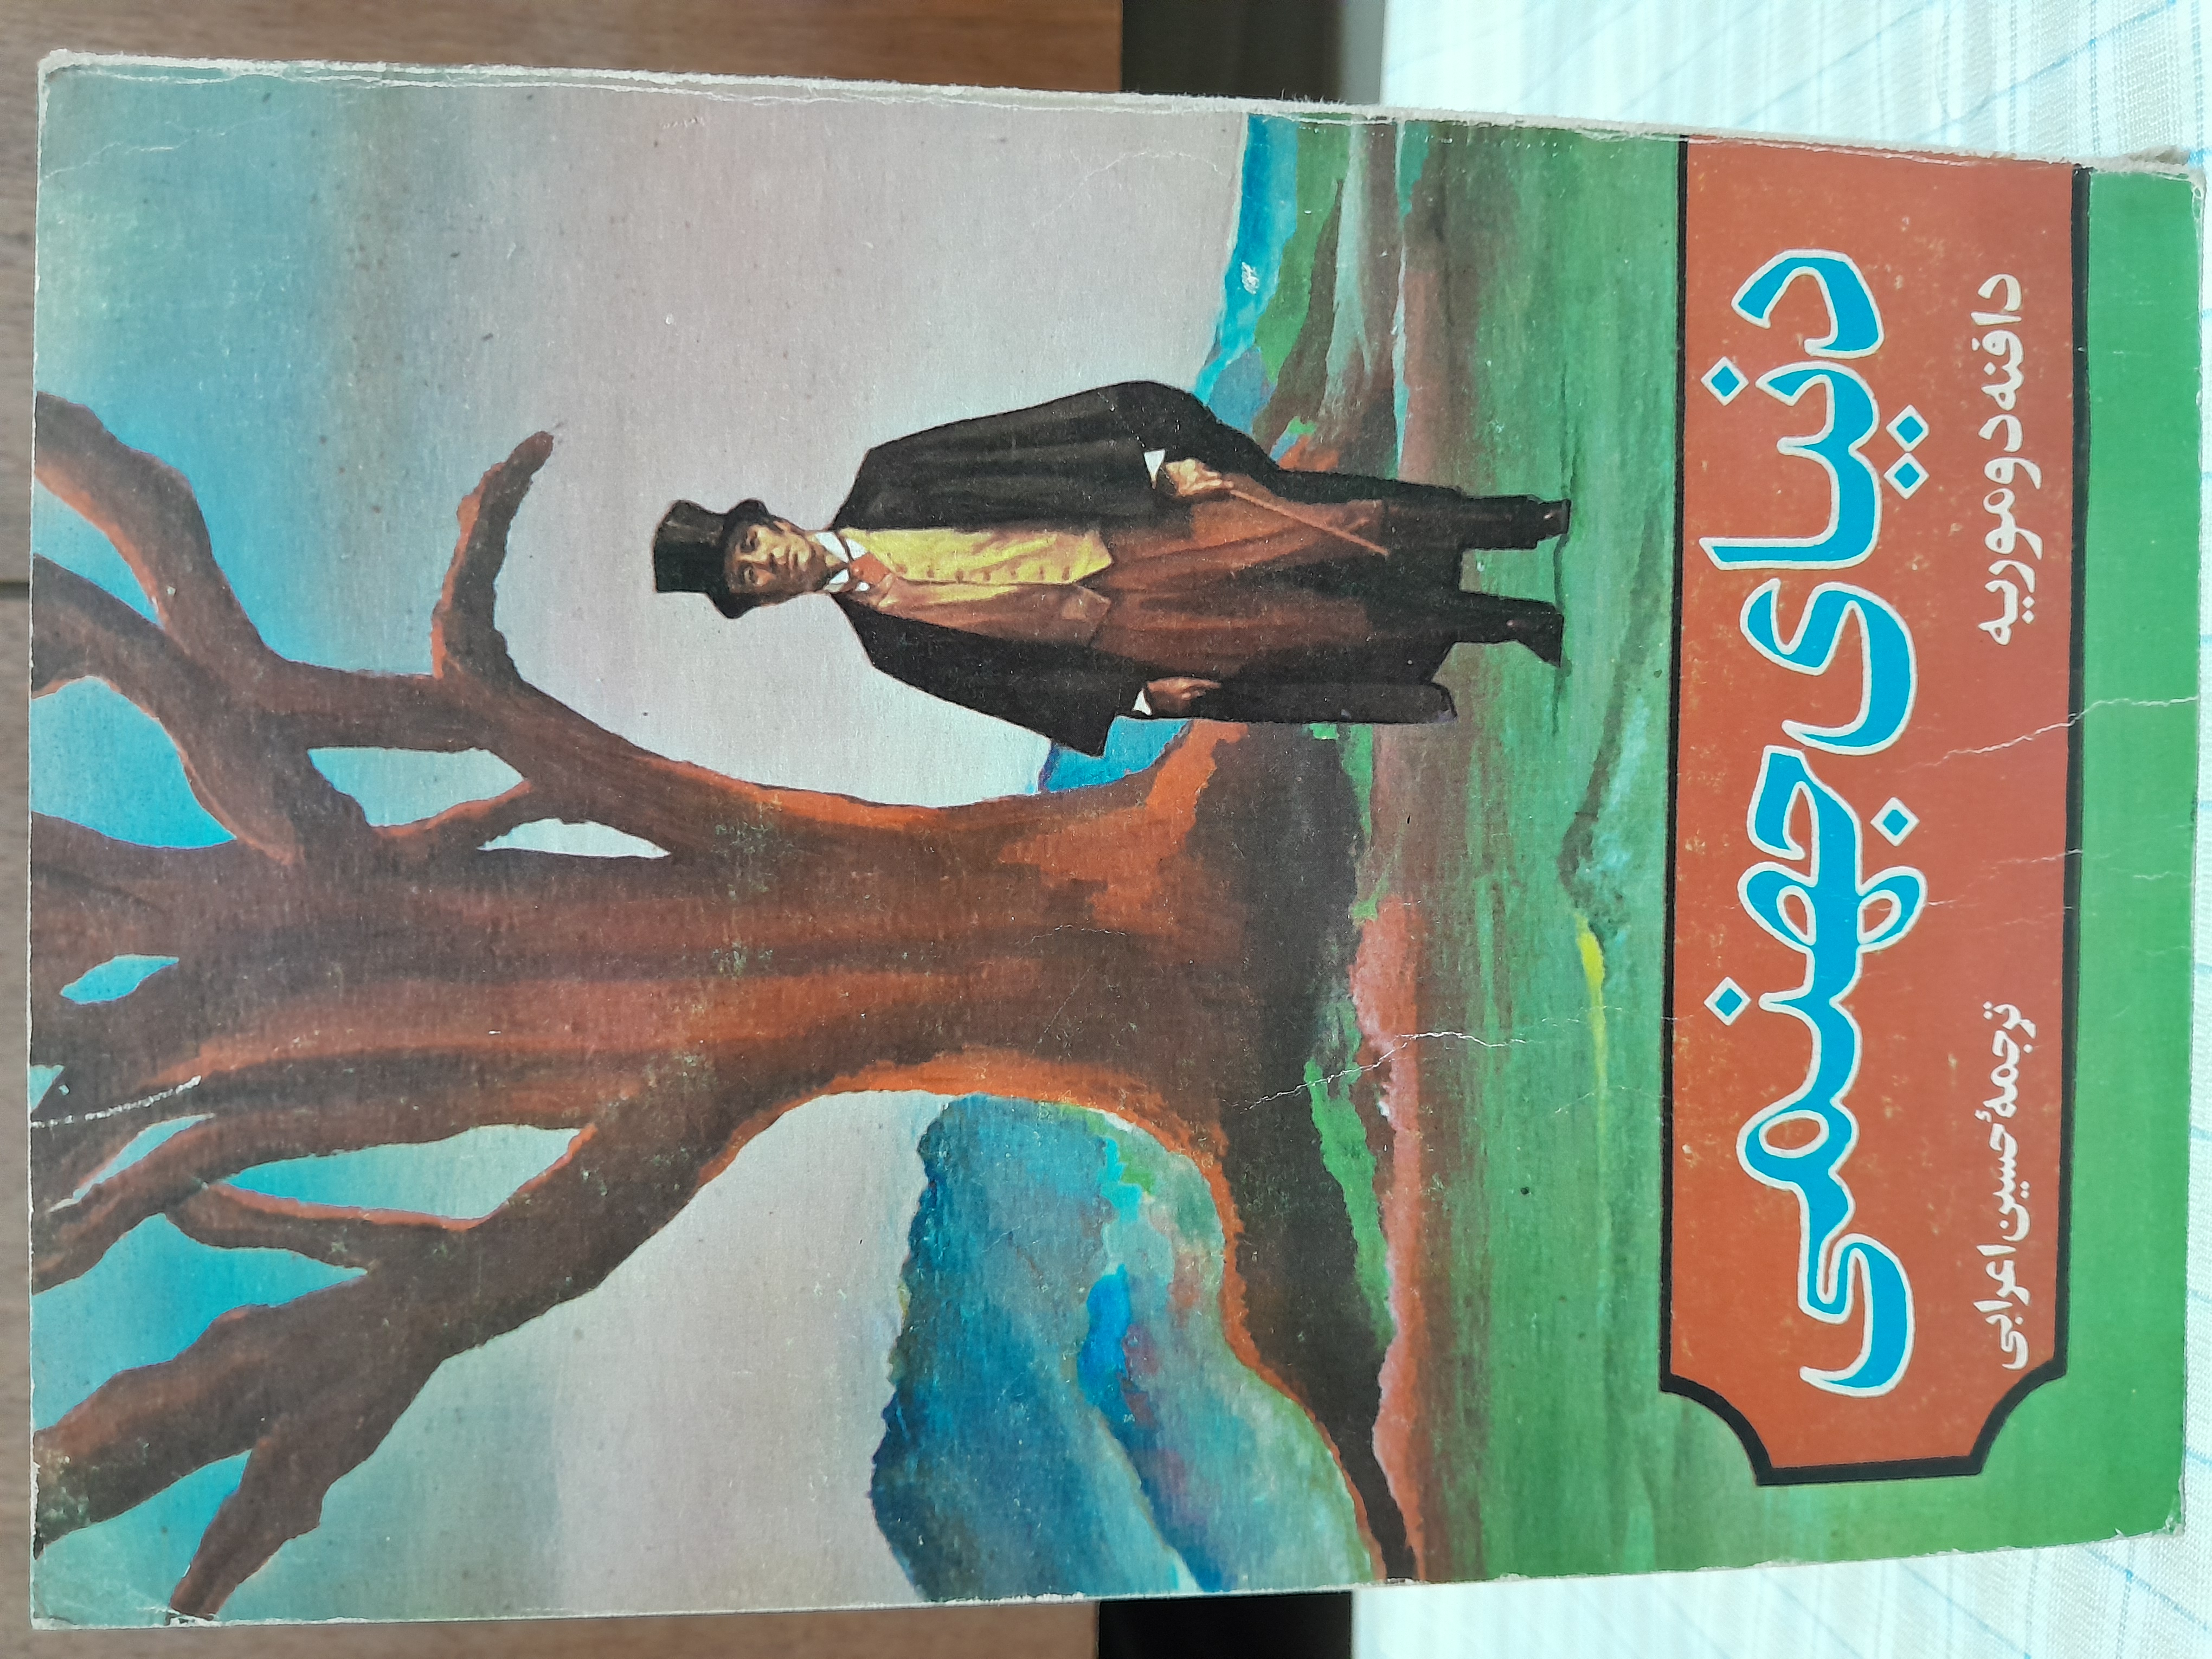 دنیای جهنمی
دافنه دوموریه
ترجمهٔ حسین اعرابی